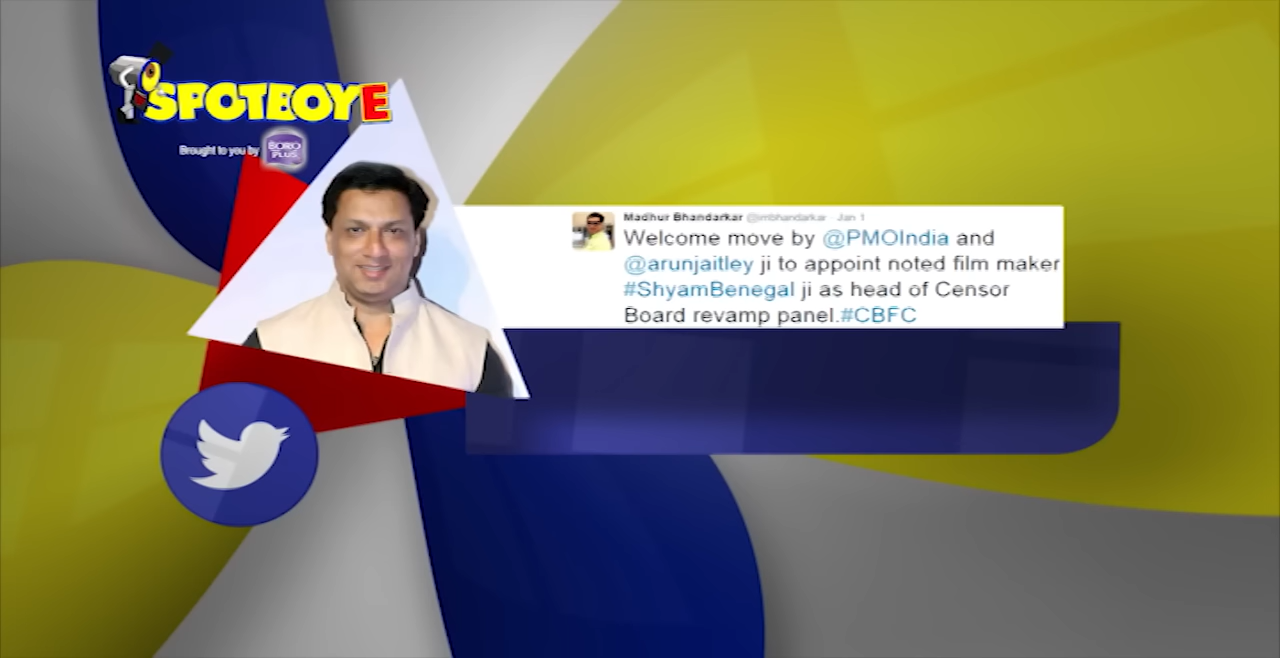 SPOTBOYE
Brought to you by
BORO
PLUS
Madhur Bhandarkar @imbhandarkar · Jan 1
Welcome move by @PMOIndia and
@arunjaitley ji to appoint noted film maker
#ShyamBenegal ji as head of Censor
Board revamp panel.#CBFC